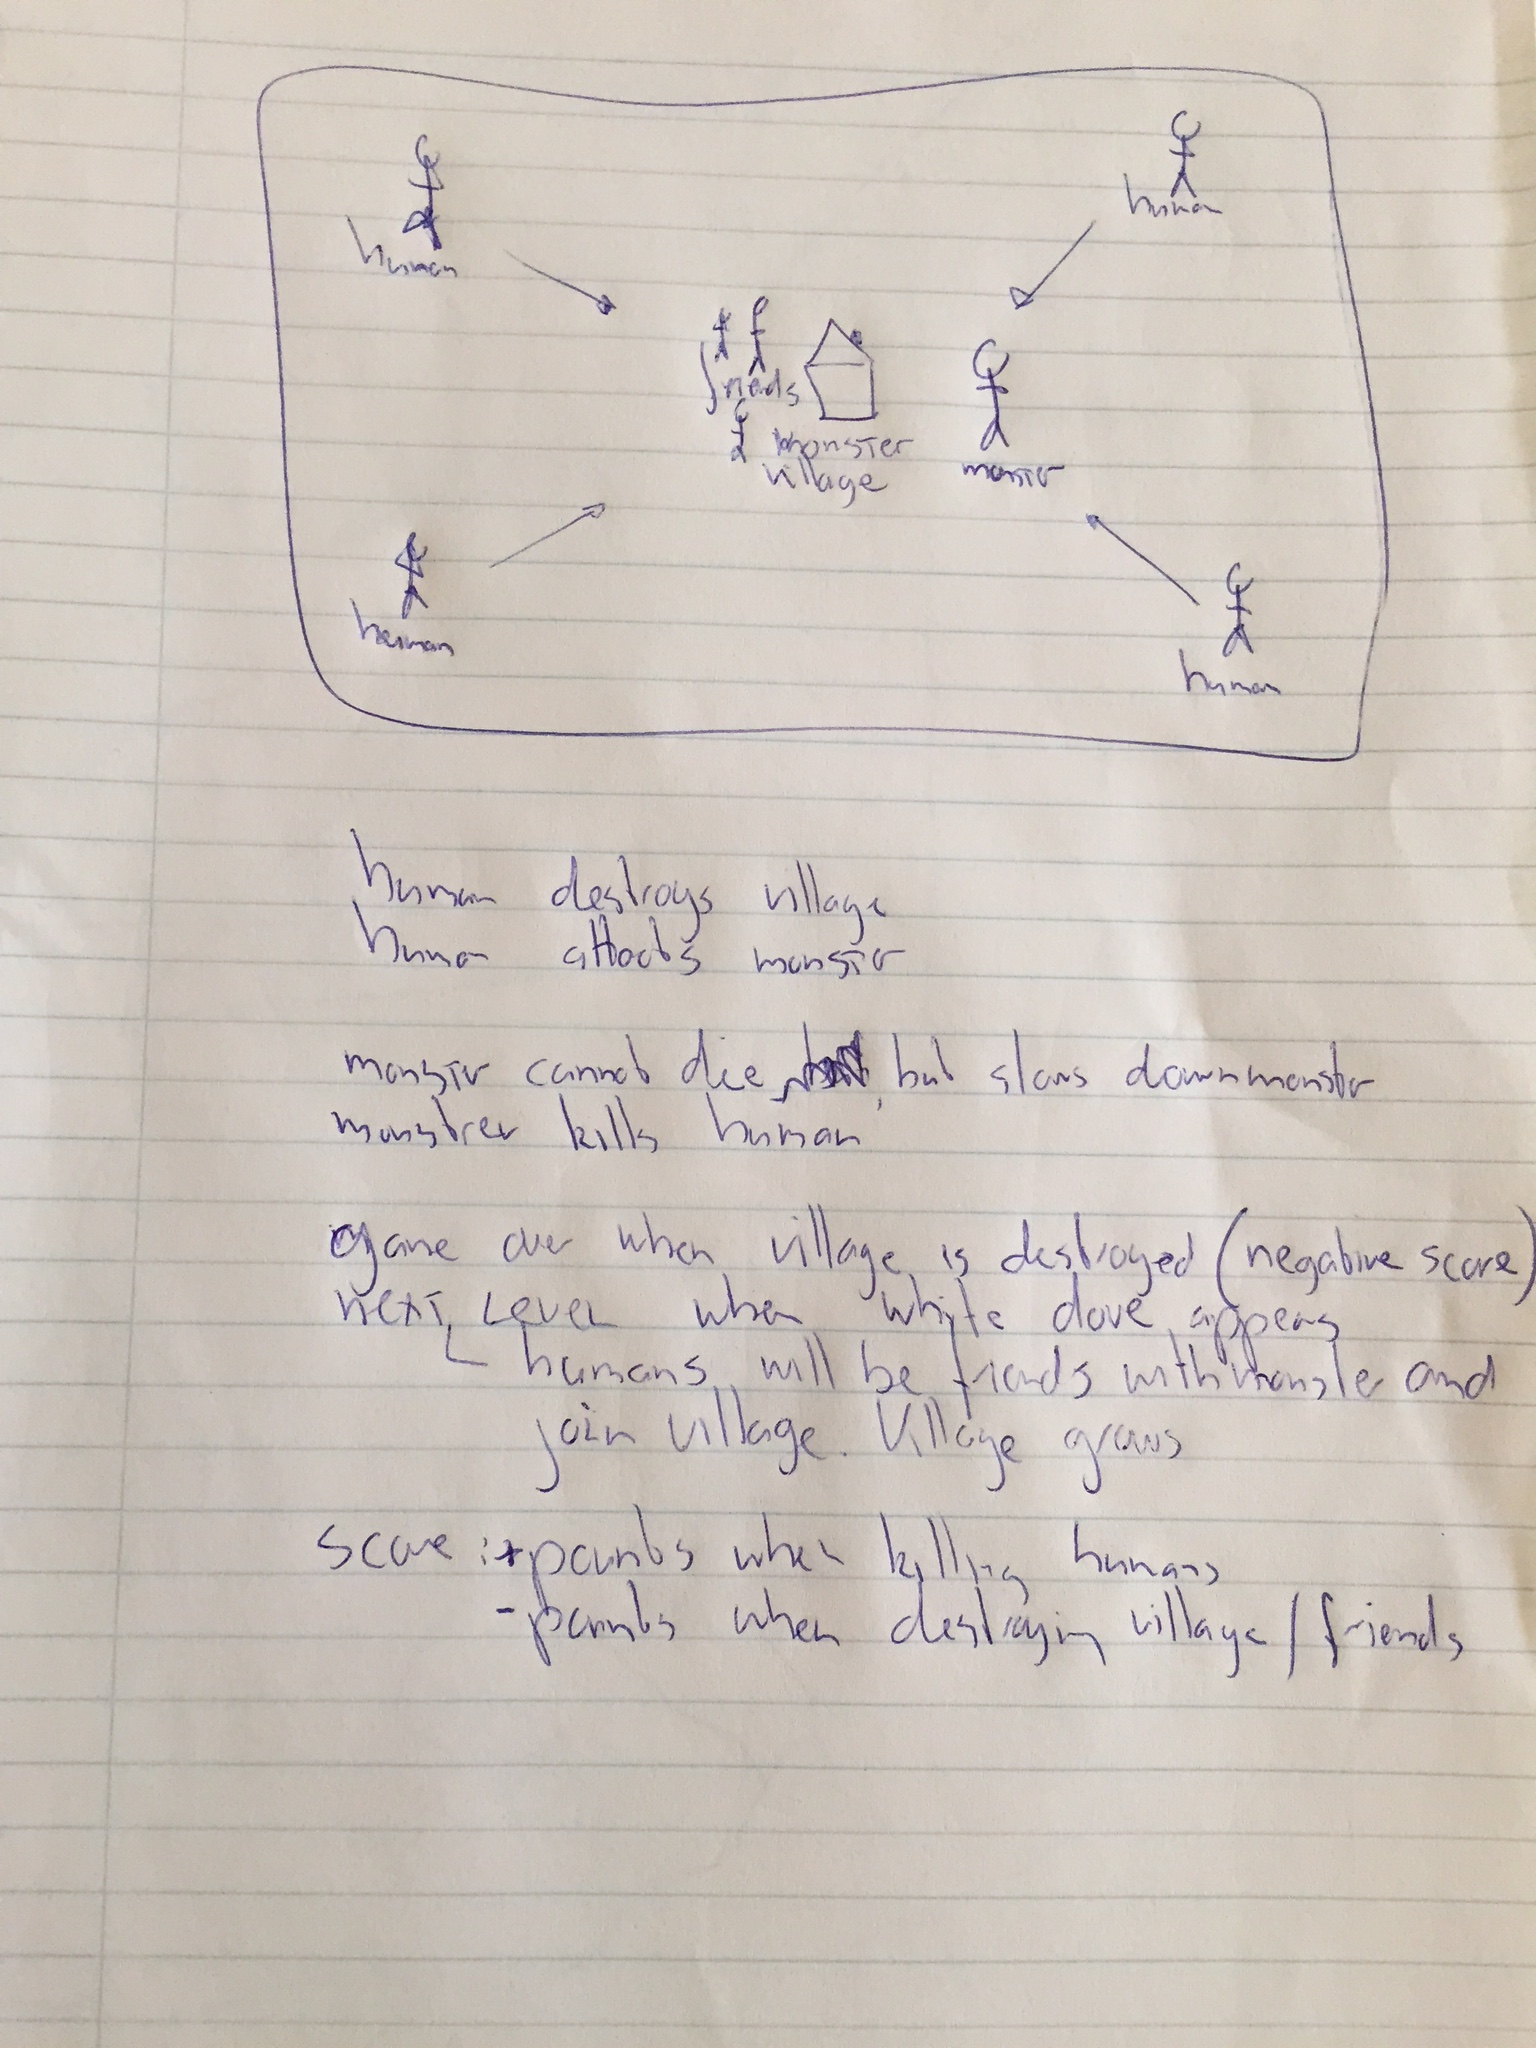 human
human
friends
monster
village
monster
human
human
human destroys village
human attacks monster
monster cannot die, but slows down monster
monstrer kills human
game over when village is destroyed (negative score)
next Level when white dove appears
humans will be friends with monster and
join village. Village grows
score : + points when killing humans
- points when destroying village / friends